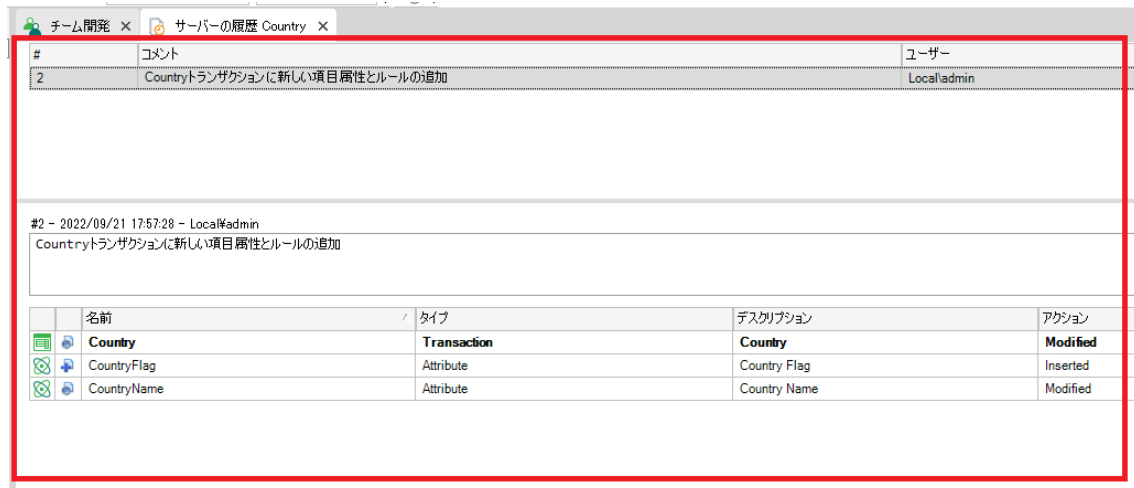 チーム開発 × サーバーの履歴 Country ×
# コメント ユーザー
2 Countryトランザクションに新しい項目属性とルールの追加 Local\admin
#2 - 2022/09/21 17:57:28 - Local¥admin
Countryトランザクションに新しい項目属性とルールの追加
名前 タイプ デスクリプション アクション
Country Transaction Country Modified
CountryFlag Attribute Country Flag Inserted
CountryName Attribute Country Name Modified